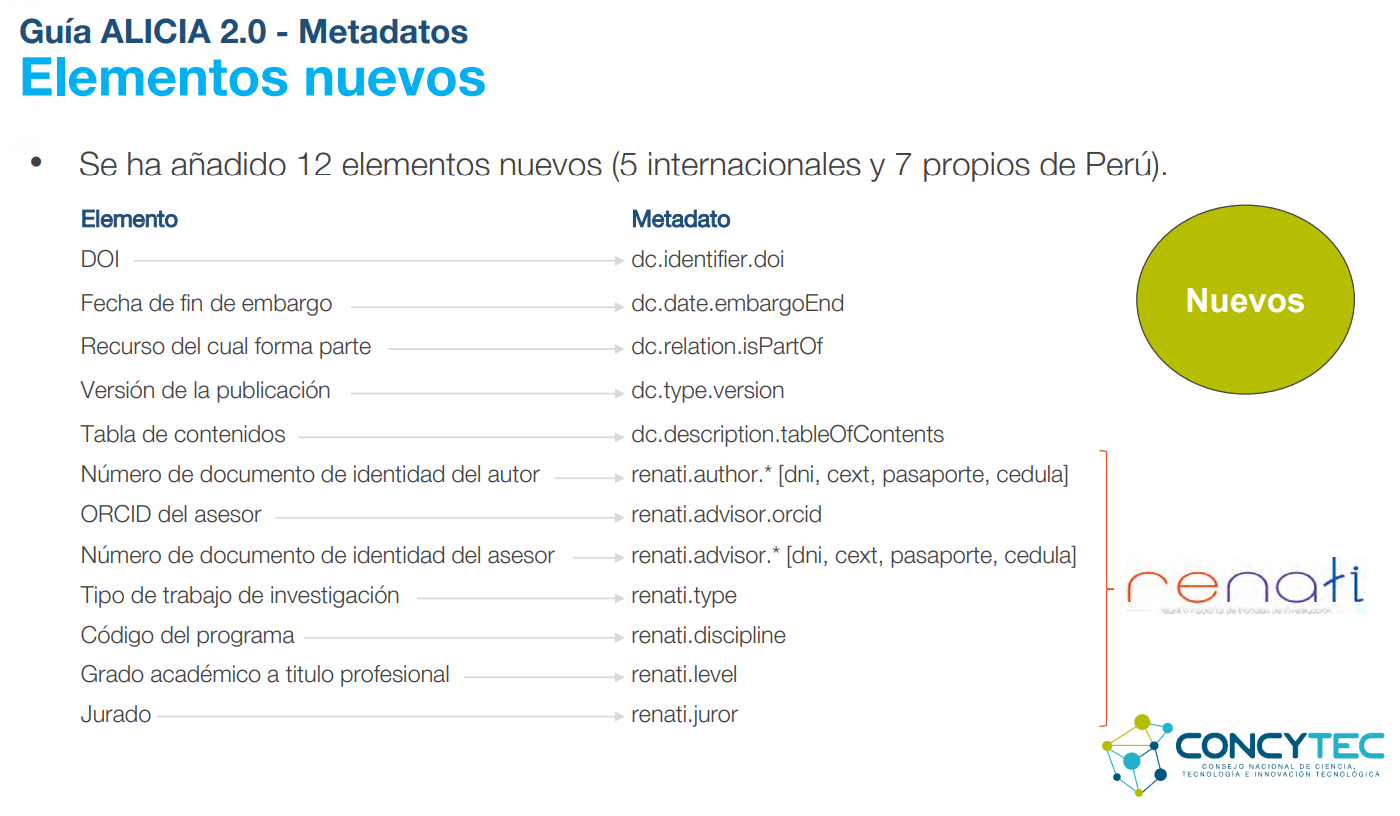 Guía ALICIA 2.0 - Metadatos
Elementos nuevos
• Se ha añadido 12 elementos nuevos (5 internacionales y 7 propios de Perú).
Elemento Metadato
DOI dc.identifier.doi
Fecha de fin de embargo dc.date.embargoEnd
Recurso del cual forma parte dc.relation.isPartOf
Versión de la publicación dc.type.version
Tabla de contenidos dc.description.tableOfContents
Número de documento de identidad del autor renati.author.* [dni, cext, pasaporte, cedula]
ORCID del asesor renati.advisor.orcid
Número de documento de identidad del asesor renati.advisor.* [dni, cext, pasaporte, cedula]
Tipo de trabajo de investigación renati.type
Código del programa renati.discipline
Grado académico a titulo profesional renati.level
Jurado renati.juror
Nuevos
renati
CONCYTEC
CONSEJO NACIONAL DE CIENCIA,
TECNOLOGÍA E INNOVACIÓN TECNOLÓGICA